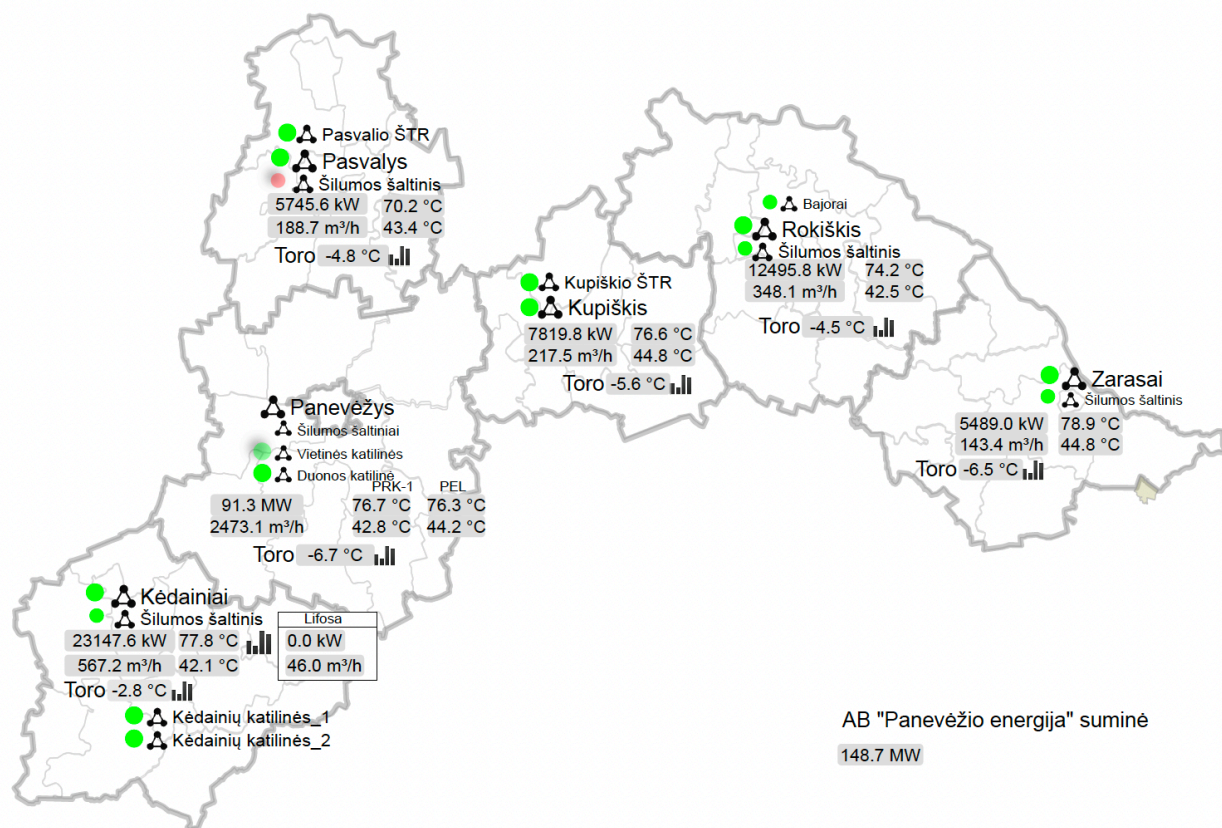 Pasvalio ŠTR
Pasvalys
Šilumos šaltinis
5745.6 kW 70.2 °C
188.7 m³/h 43.4 °C
Toro -4.8 °C
Bajorai
Rokiškis
Šilumos šaltinis
12495.8 kW 74.2 °C
348.1 m³/h 42.5 °C
Toro -4.5 °C
Kupiškio ŠTR
Kupiškis
7819.8 kW 76.6 °C
217.5 m³/h 44.8 °C
Toro -5.6 °C
Zarasai
Šilumos šaltinis
5489.0 kW 78.9 °C
143.4 m³/h 44.8 °C
Toro -6.5 °C
Panevėžys
Šilumos šaltiniai
Vietinės katilinės
Duonos katilinė
PRK-1 PEL
91.3 MW 76.7 °C 76.3 °C
2473.1 m³/h 42.8 °C 44.2 °C
Toro -6.7 °C
Kėdainiai
Šilumos šaltinis
23147.6 kW 77.8 °C
567.2 m³/h 42.1 °C
Toro -2.8 °C
Lifosa
0.0 kW
46.0 m³/h
Kėdainių katilinės_1
Kėdainių katilinės_2
AB "Panevėžio energija" suminė
148.7 MW